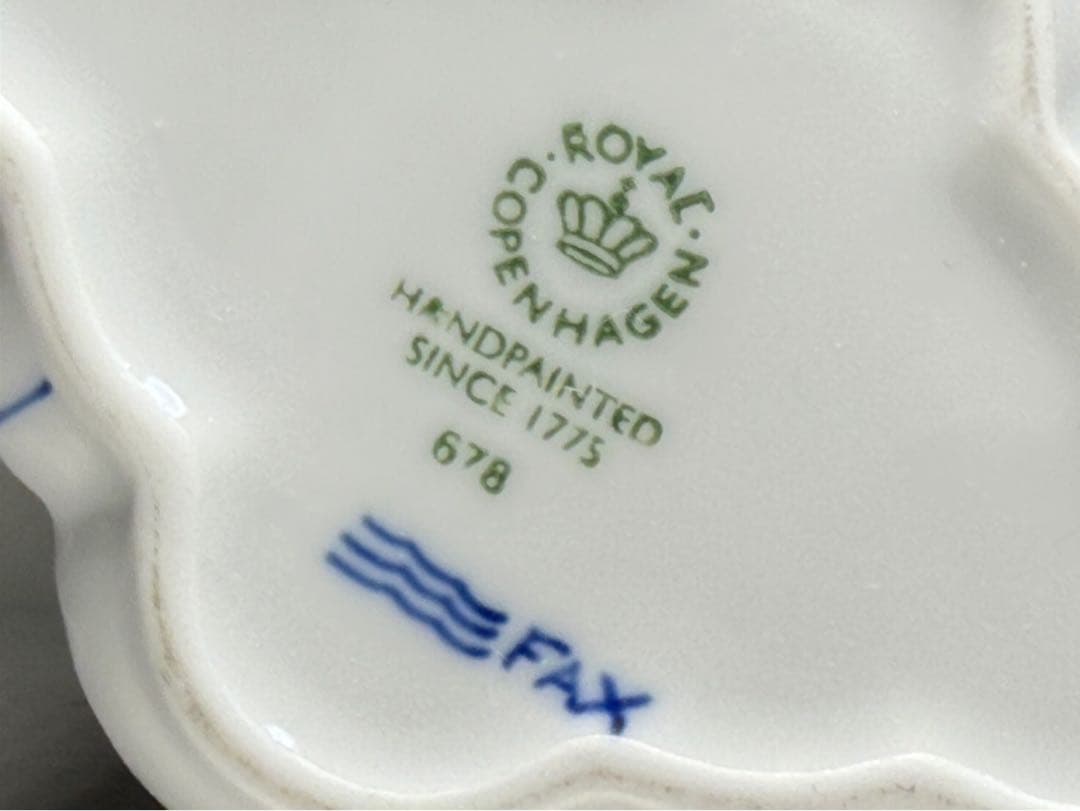 ROYAL
COPENHAGEN
HANDPAINTED
SINCE 1775
678
FAX